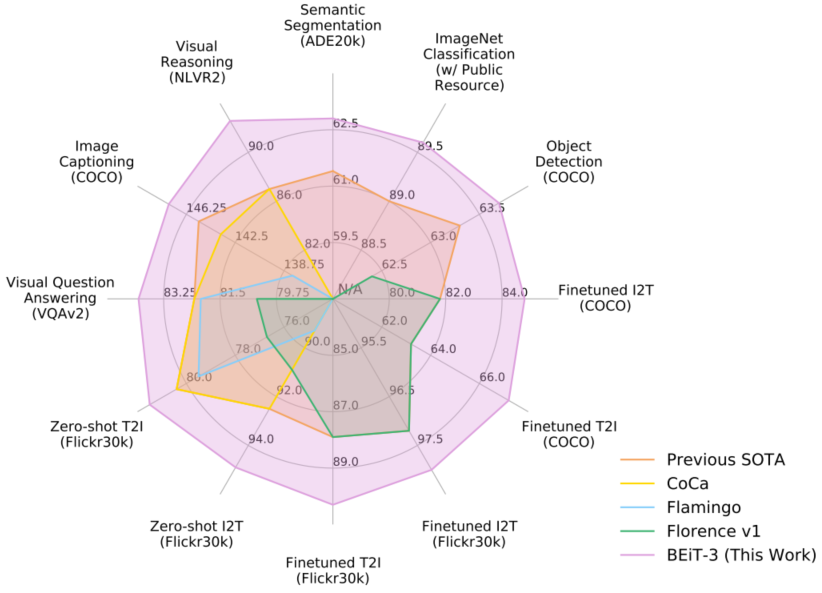 Semantic
Segmentation
(ADE20k)
ImageNet
Classification
(w/ Public
Resource)
Visual
Reasoning
(NLVR2)
Object
Detection
(COCO)
Image
Captioning
(COCO)
62.5
90.0
89.5
61.0
86.0
89.0
146.25
63.5
142.5
63.0
59.5
82.0
88.5
138.75
62.5
N/A
Visual Question
Answering
(VQAv2)
83.25
81.5
79.75
80.0
82.0
84.0
Finetuned I2T
(COCO)
76.0
62.0
90.0
85.0
95.5
78.0
64.0
80.0
66.0
92.0
87.0
96.5
94.0
89.0
97.5
Zero-shot T2I
(Flickr30k)
Finetuned T2I
(COCO)
Zero-shot I2T
(Flickr30k)
Finetuned I2T
(Flickr30k)
Finetuned T2I
(Flickr30k)
Previous SOTA
CoCa
Flamingo
Florence v1
BEiT-3 (This Work)